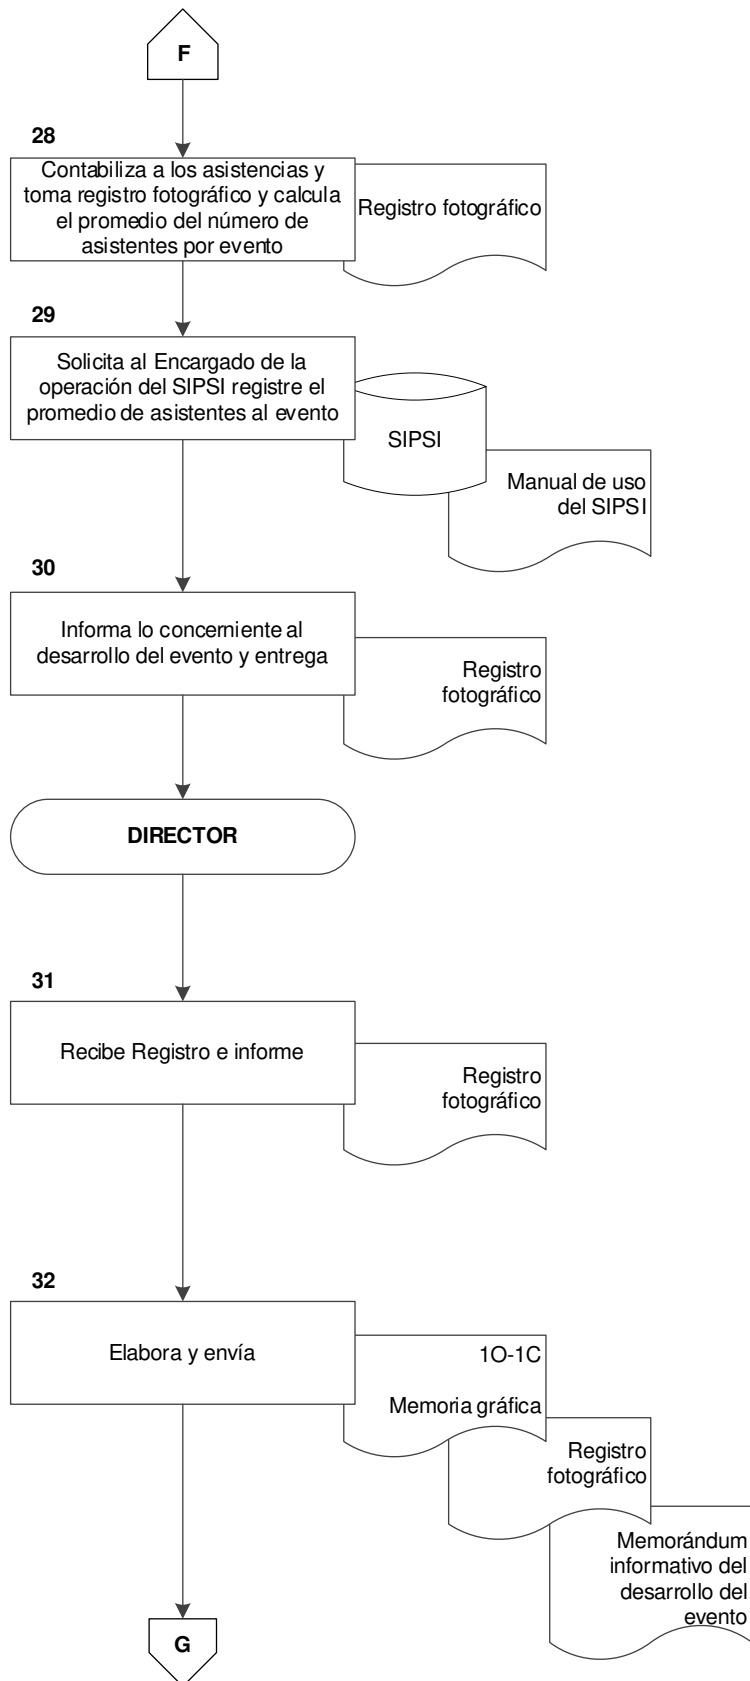 F
28
Contabiliza a los asistencias y
toma registro fotográfico y calcula
el promedio del número de
asistentes por evento
Registro fotográfico
29
Solicita al Encargado de la
operación del SIPSI registre el
promedio de asistentes al evento
SIPSI
Manual de uso
del SIPSI
30
Informa lo concerniente al
desarrollo del evento y entrega
Registro
fotográfico
DIRECTOR
31
Recibe Registro e informe
Registro
fotográfico
32
Elabora y envía
1O-1C
Memoria gráfica
Registro
fotográfico
Memorándum
informativo del
desarrollo del
evento
G